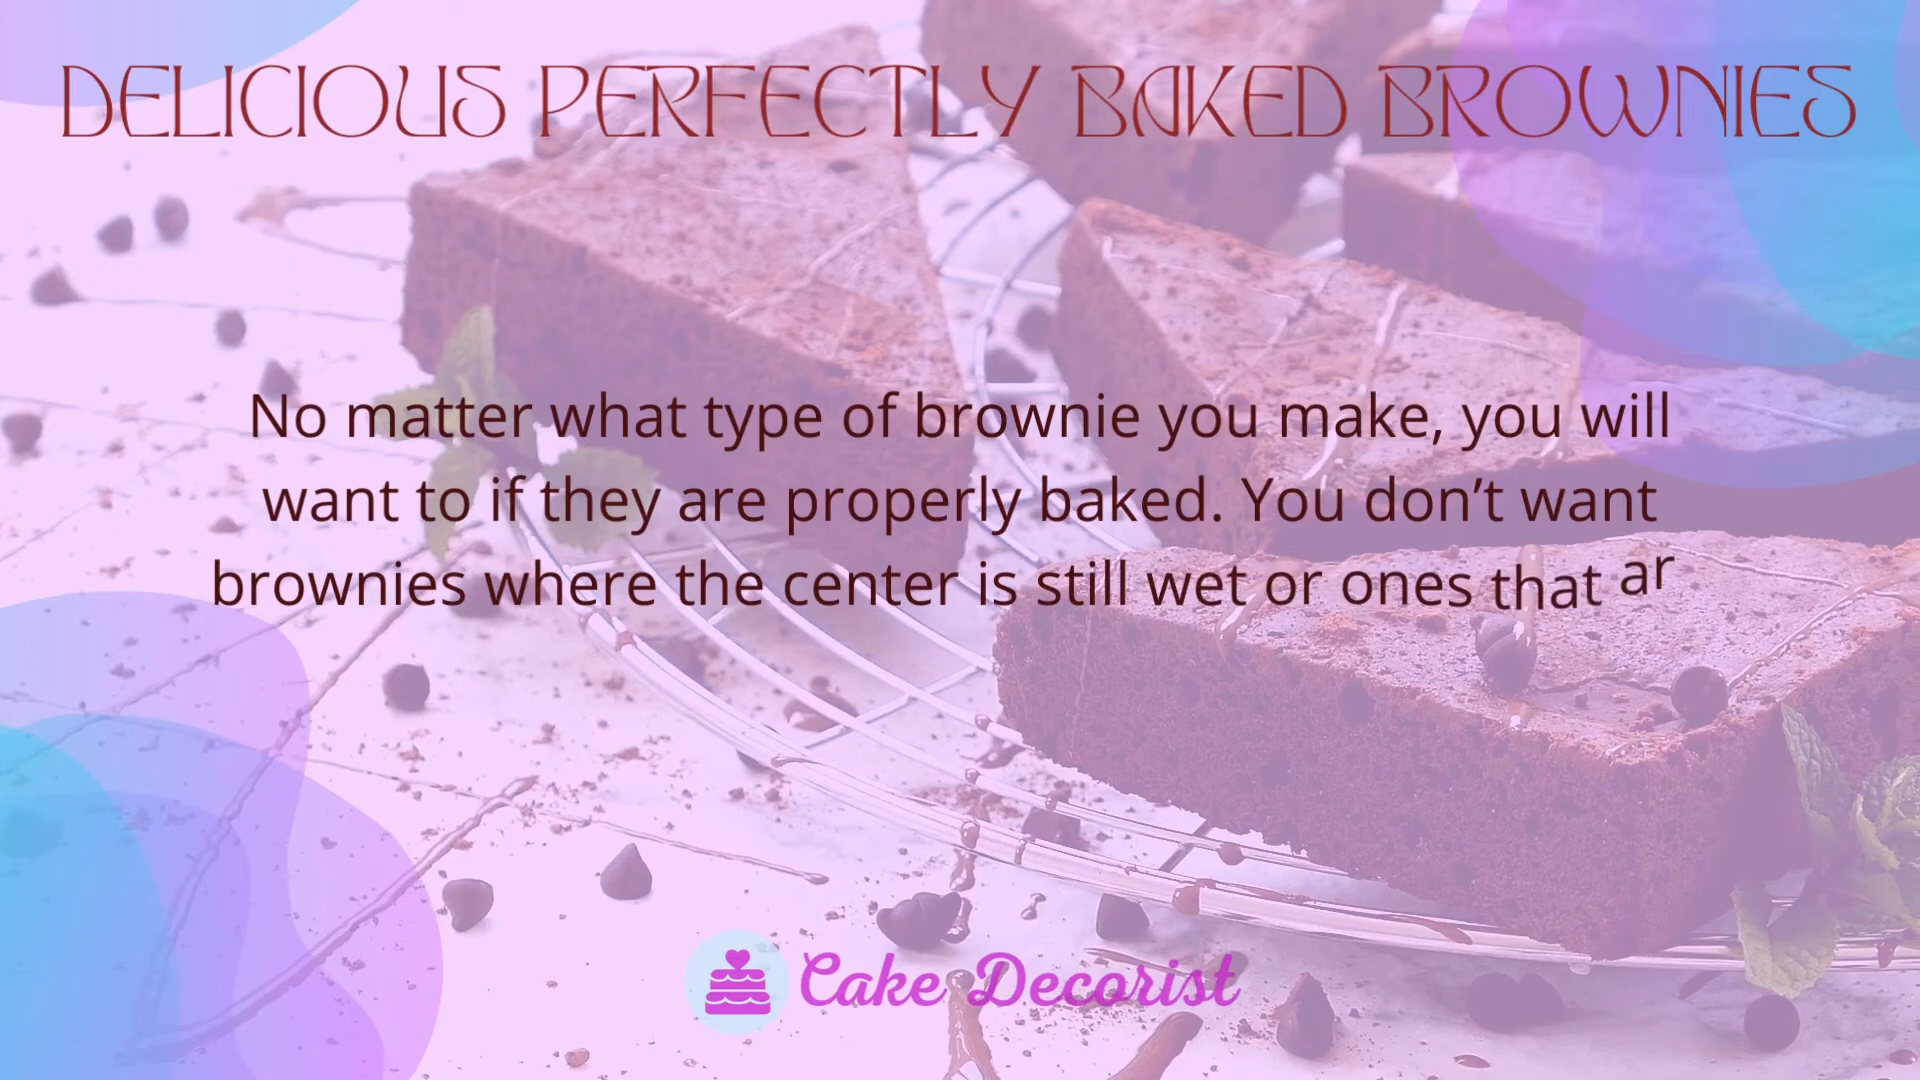 DELICIOUS PERFECTLY BAKED BROWNIES
No matter what type of brownie you make, you will
want to if they are properly baked. You don’t want
brownies where the center is still wet or ones that ar
Cake Decorist